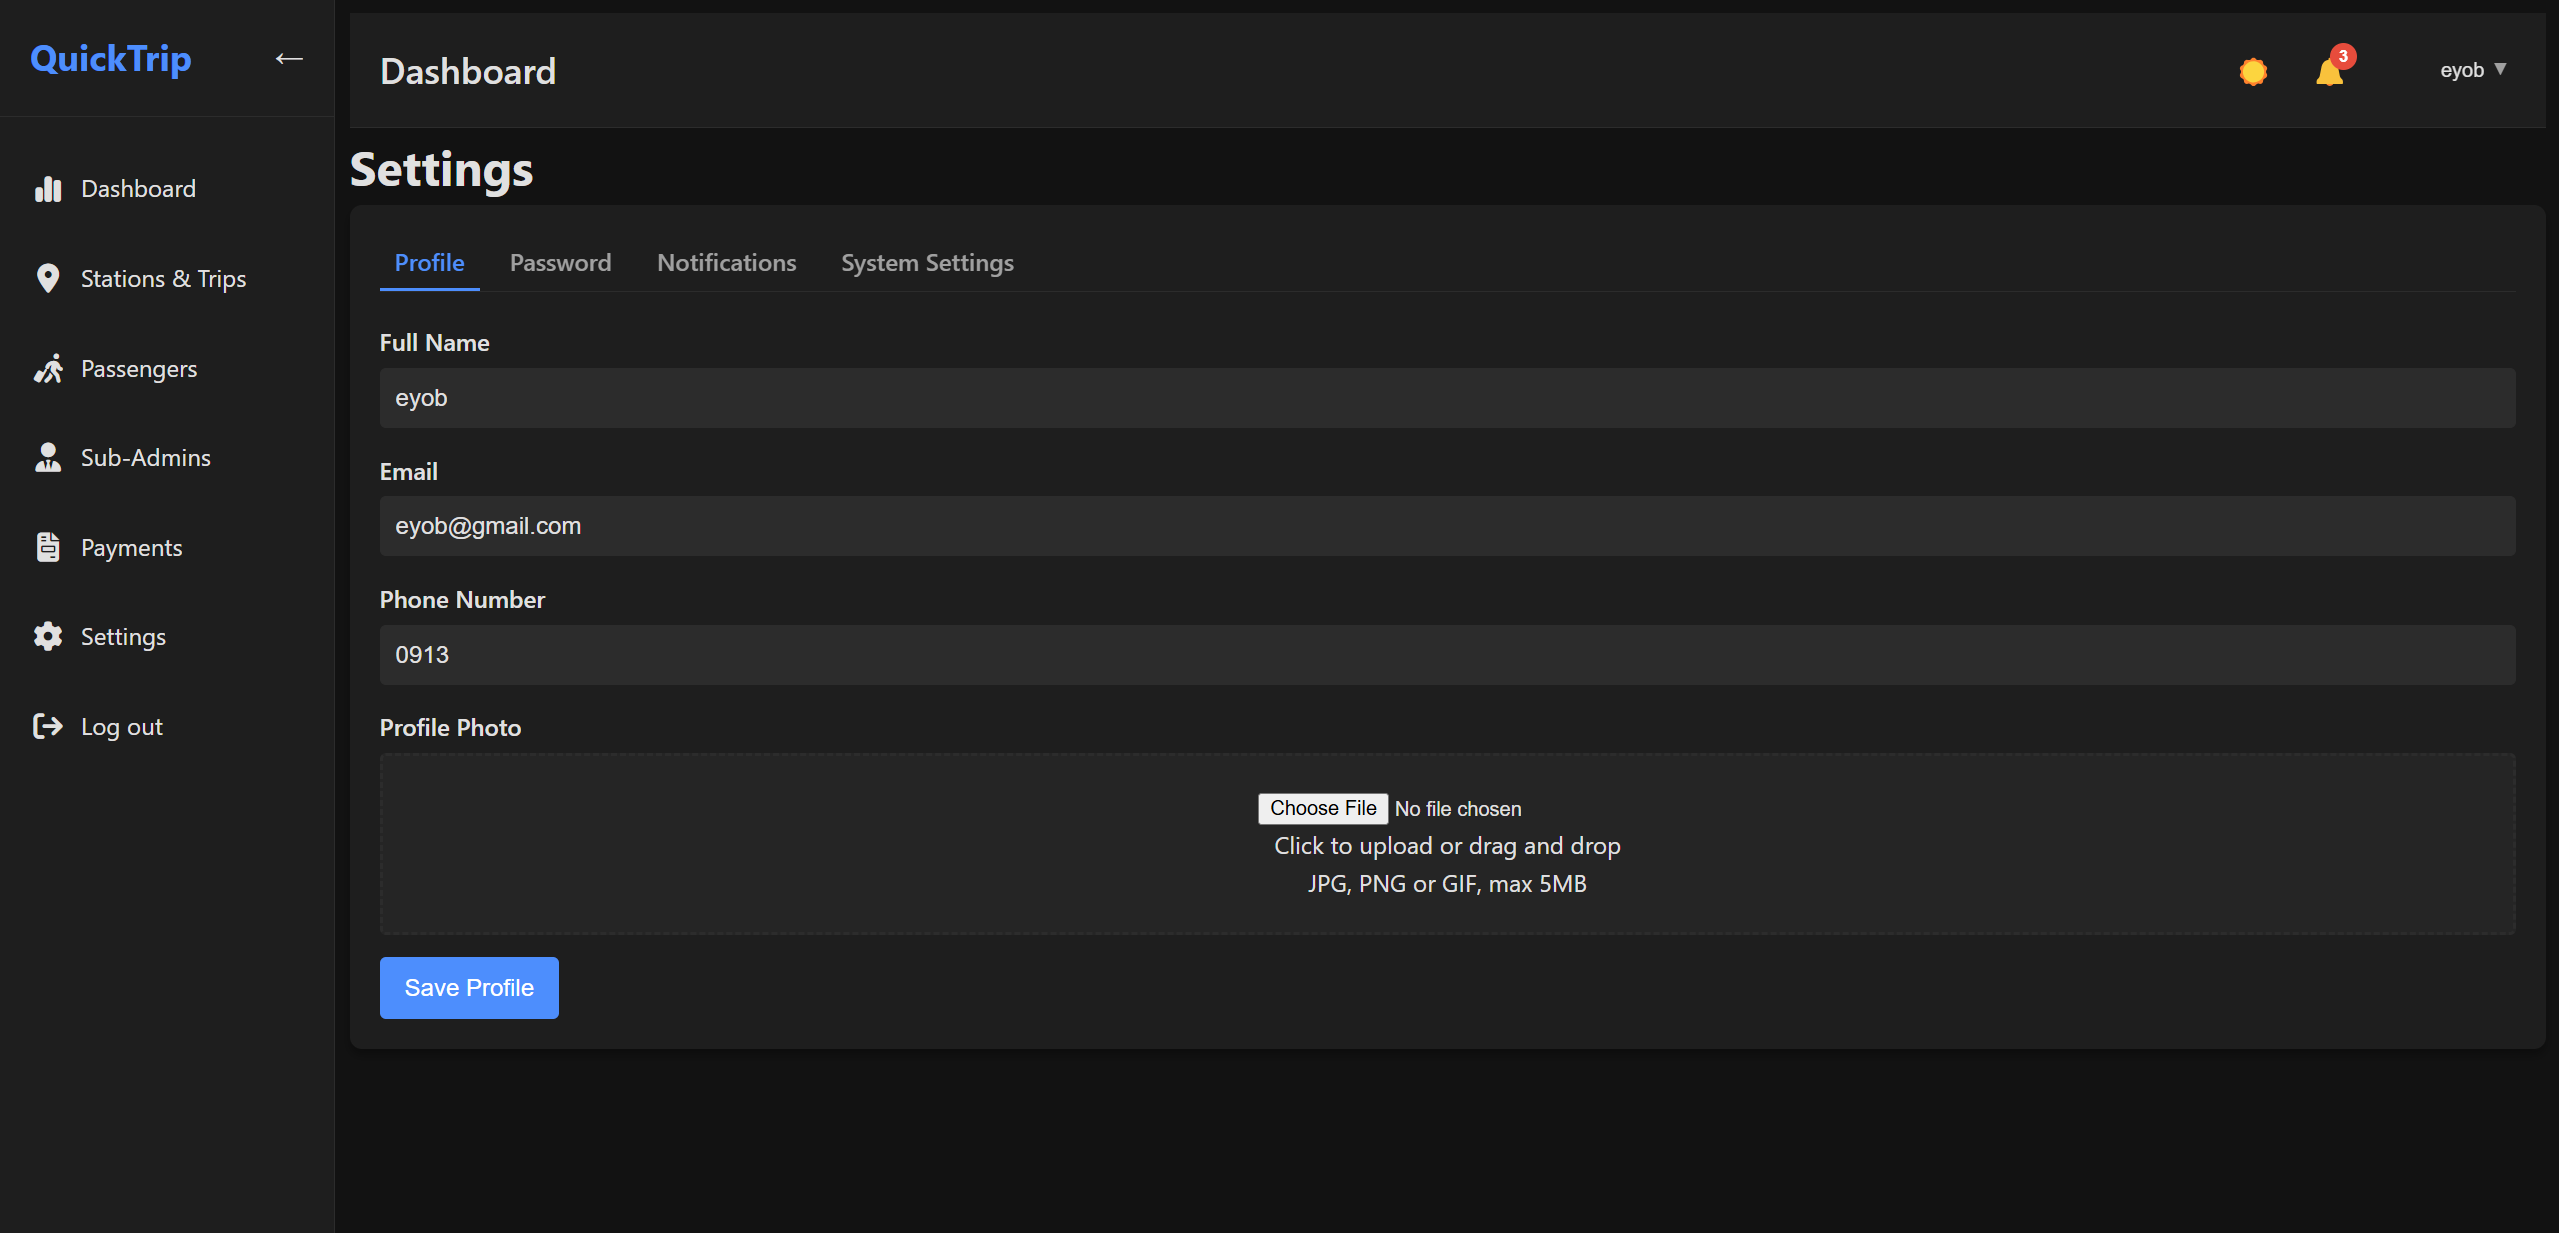 QuickTrip ←
Dashboard
Stations & Trips
Passengers
Sub-Admins
Payments
Settings
Log out
Dashboard
3
eyob ▼
Settings
Profile Password Notifications System Settings
Full Name
eyob
Email
eyob@gmail.com
Phone Number
0913
Profile Photo
Choose File No file chosen
Click to upload or drag and drop
JPG, PNG or GIF, max 5MB
Save Profile